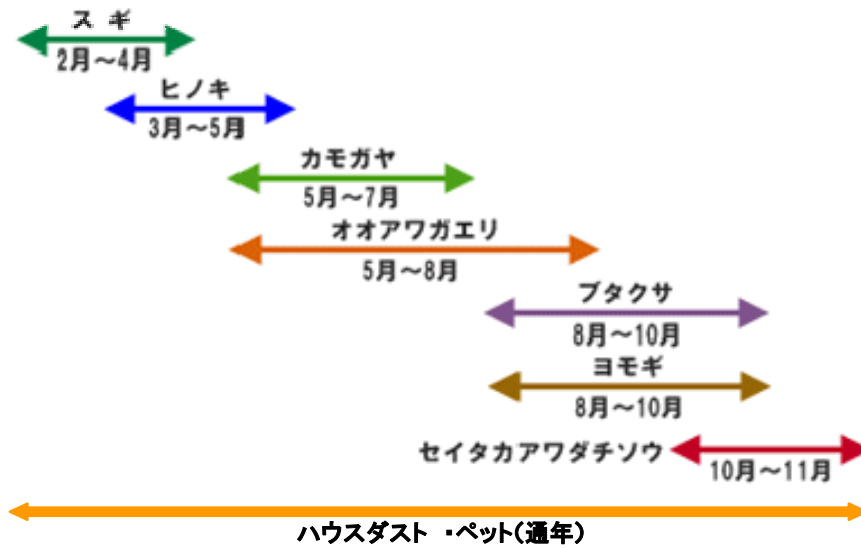 スギ
2月～4月
ヒノキ
3月～5月
カモガヤ
5月～7月
オオアワガエリ
5月～8月
ブタクサ
8月～10月
ヨモギ
8月～10月
セイタカアワダチソウ
10月～11月
ハウスダスト ・ペット(通年)